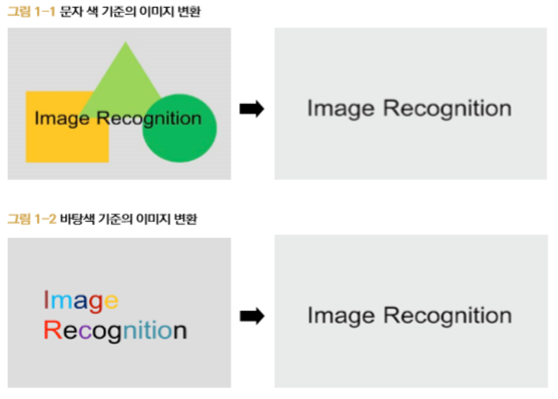 그림 1-1 문자 색 기준의 이미지 변환
Image Recognition
Image Recognition
그림 1-2 바탕색 기준의 이미지 변환
Image
Recognition
Image Recognition